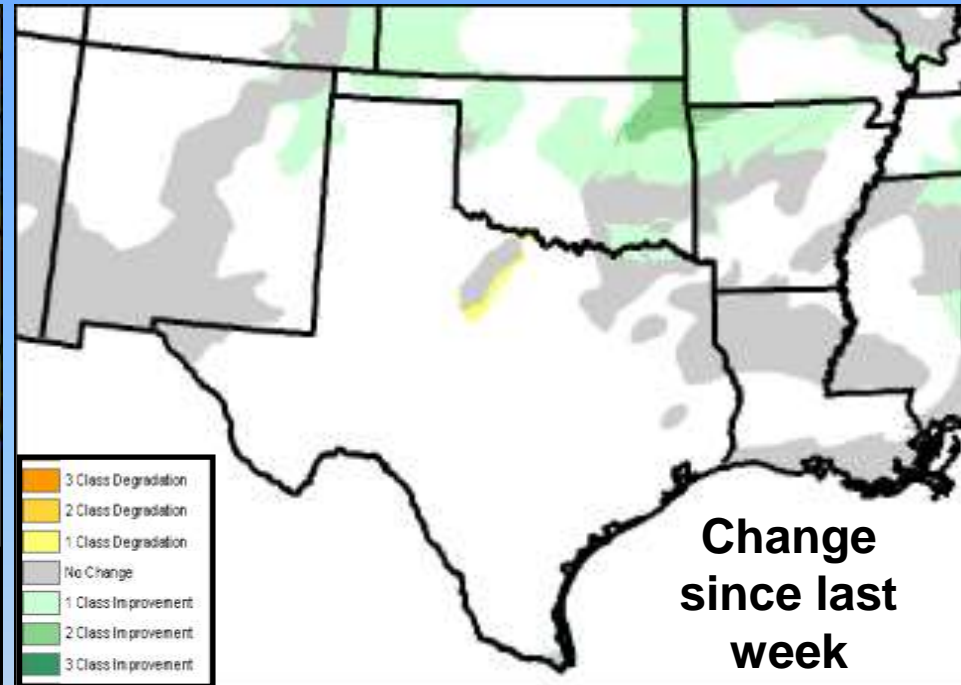 3 Class Degradation
2 Class Degradation
1 Class Degradation
No Change
1 Class Improvement
2 Class Improvement
3 Class Improvement
Change
since last
week